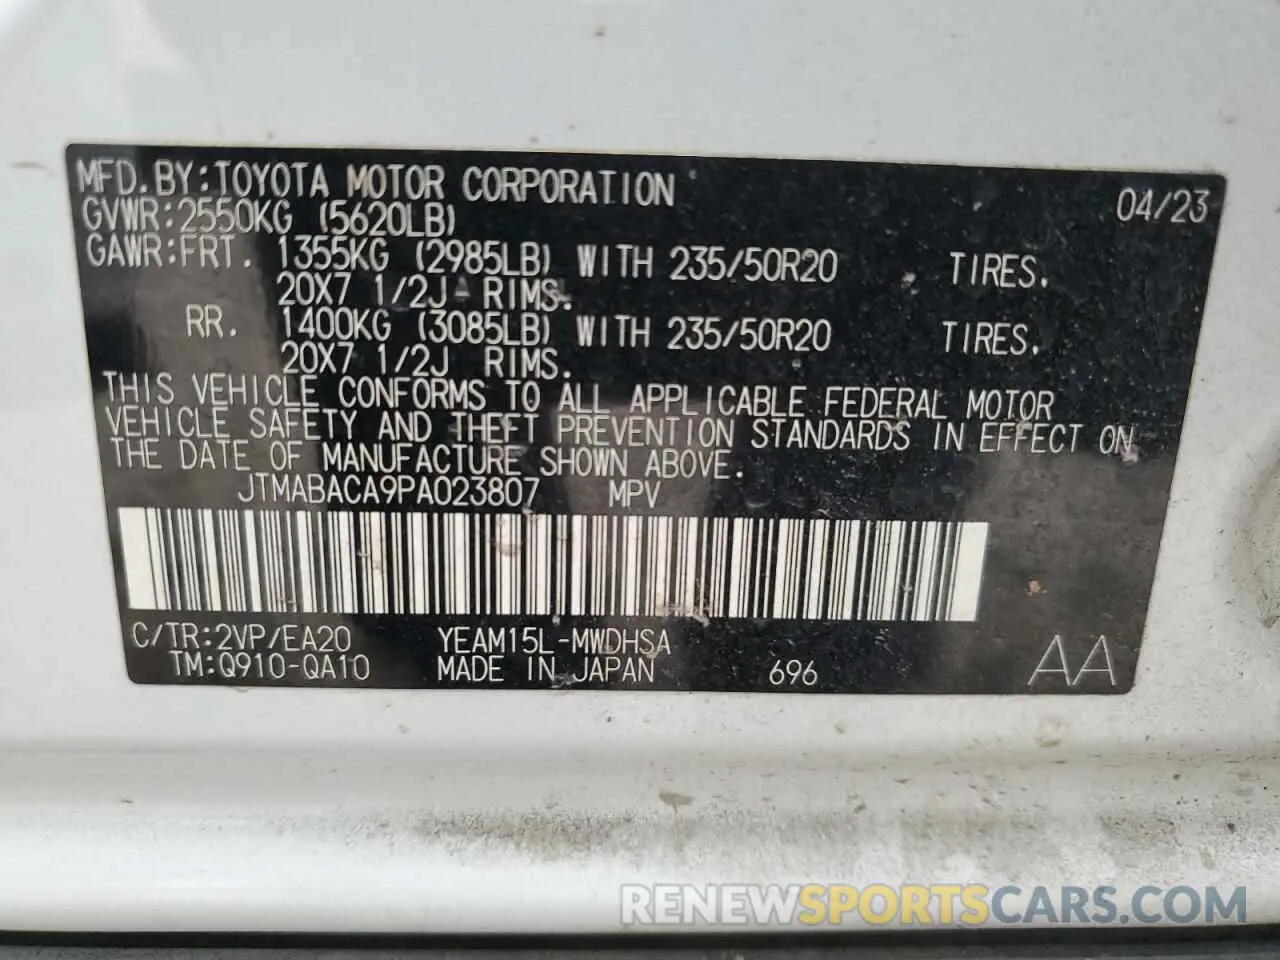 MFD.BY:TOYOTA MOTOR CORPORATION 04/23
GVWR:2550KG (5620LB)
GAWR:FRT. 1355KG (2985LB) WITH 235/50R20 TIRES.
20X7 1/2J RIMS.
RR. 1400KG (3085LB) WITH 235/50R20 TIRES.
20X7 1/2J RIMS.
THIS VEHICLE CONFORMS TO ALL APPLICABLE FEDERAL MOTOR
VEHICLE SAFETY AND THEFT PREVENTION STANDARDS IN EFFECT ON
THE DATE OF MANUFACTURE SHOWN ABOVE.
JTMABACA9PA023807 MPV
C/TR:2VP/EA20 YEAM15L-MWDHSA
TM:Q910-QA10 MADE IN JAPAN 696 AA
RENEWSPORTSCARS.COM